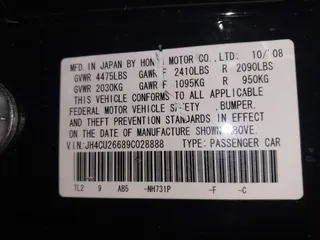 MFD. IN JAPAN BY HONDA MOTOR CO.,LTD. 10/'08
GVWR 4475LBS GAWR F 2410LBS R 2090LBS
GVWR 2030KG GAWR F 1095KG R 950KG
THIS VEHICLE CONFORMS TO ALL APPLICABLE
FEDERAL MOTOR VEHICLE SAFETY ,BUMPER,
AND THEFT PREVENTION STANDARDS IN EFFECT
ON THE DATE OF MANUFACTURE SHOWN ABOVE.
V.I.N:JH4CU26689C028888 TYPE:PASSENGER CAR
TL2 9 AB5 -NH731P -F -C